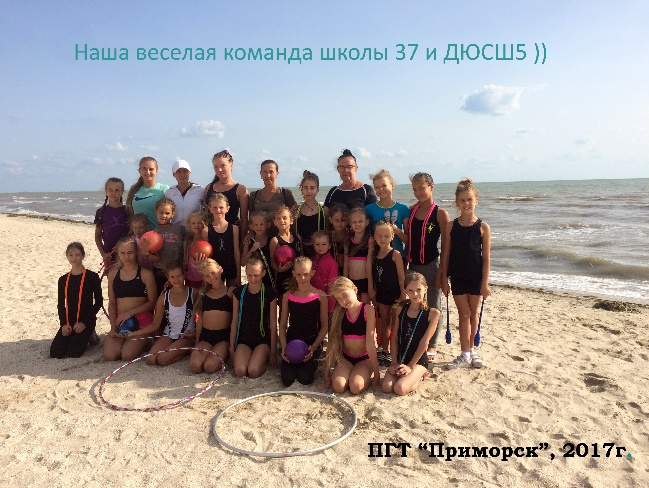 Наша веселая команда школы 37 и ДЮСШ5 ))
ПГТ “Приморск”, 2017г.